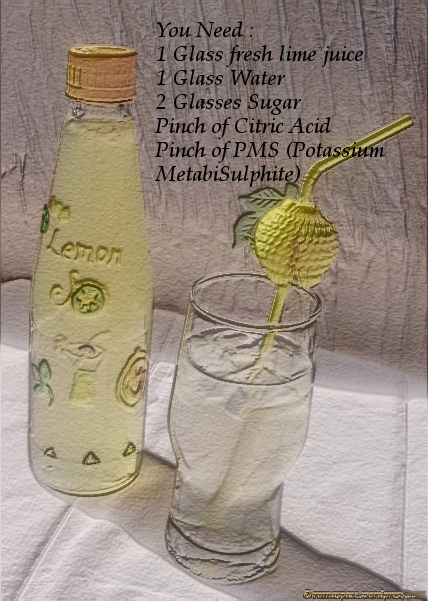 You Need :
1 Glass fresh lime juice
1 Glass Water
2 Glasses Sugar
Pinch of Citric Acid
Pinch of PMS (Potassium
MetabiSulphite)
Lemon